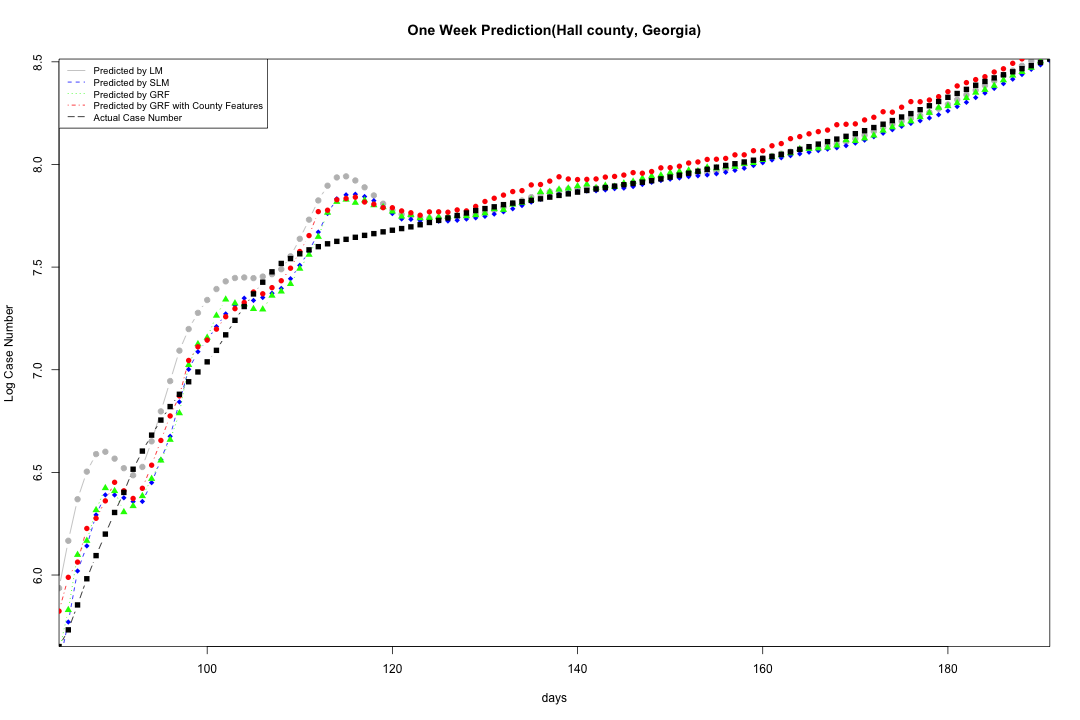 One Week Prediction(Hall county, Georgia)
8.5
8.0
7.5
7.0
6.5
6.0
Log Case Number
Predicted by LM
Predicted by SLM
Predicted by GRF
Predicted by GRF with County Features
Actual Case Number
100
120
140
160
180
days